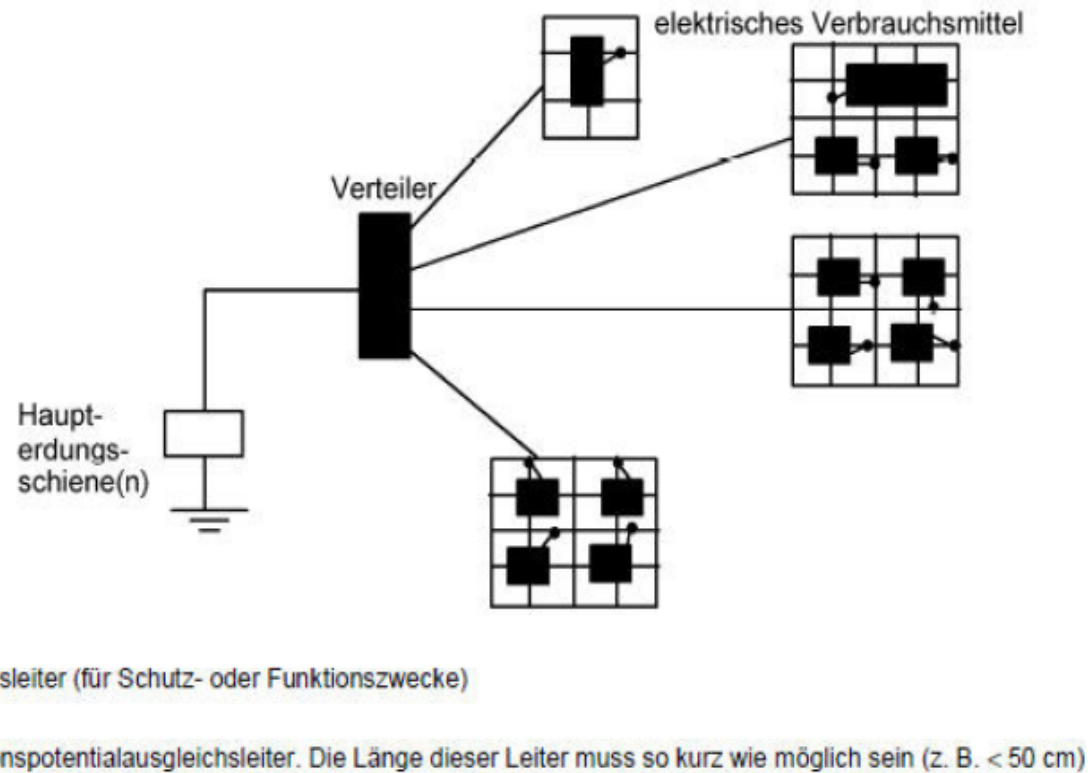 elektrisches Verbrauchsmittel
Verteiler
Haupt-
erdungs-
schiene(n)
sleiter (für Schutz- oder Funktionszwecke)
nspotentialausgleichsleiter. Die Länge dieser Leiter muss so kurz wie möglich sein (z. B. < 50 cm)